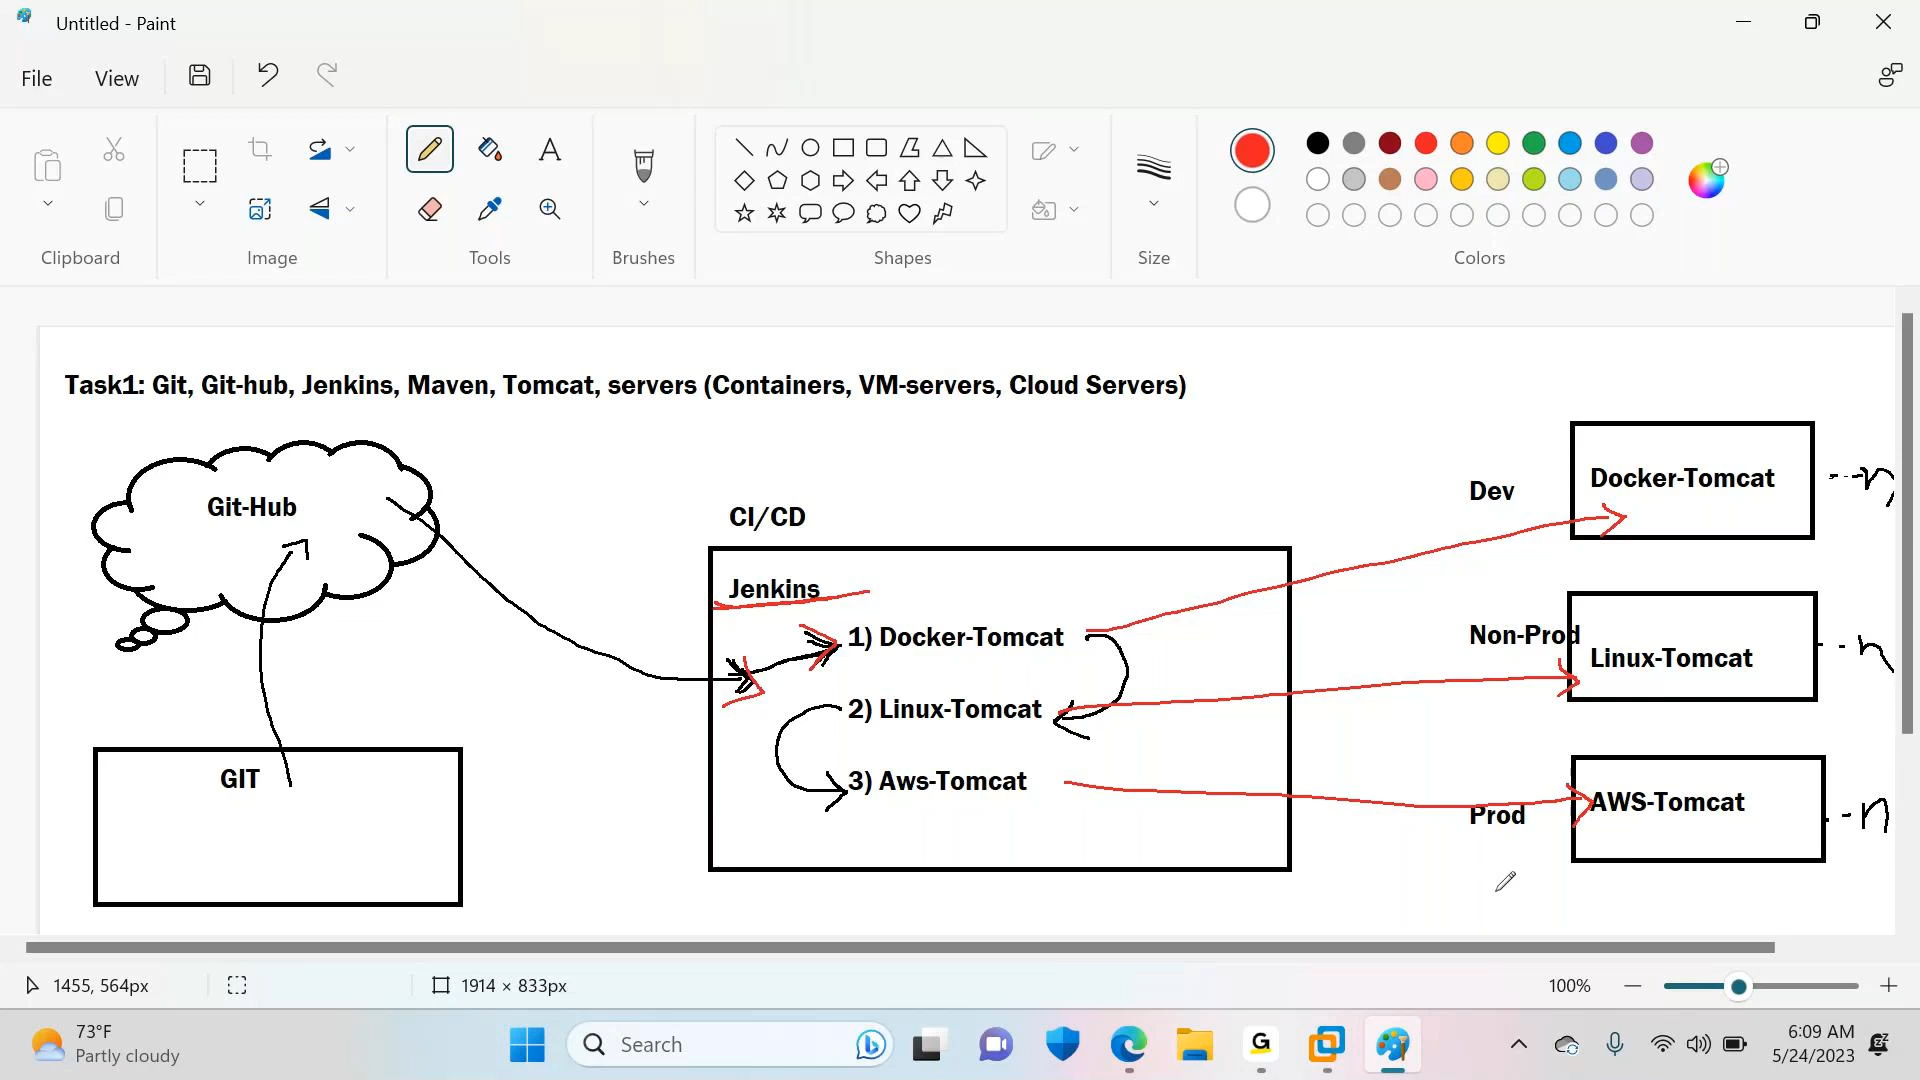 Untitled - Paint
File
View
Clipboard
Image
Tools
Brushes
Shapes
Size
Colors
Task1: Git, Git-hub, Jenkins, Maven, Tomcat, servers (Containers, VM-servers, Cloud Servers)
Git-Hub
GIT
CI/CD
Jenkins
1) Docker-Tomcat
2) Linux-Tomcat
3) Aws-Tomcat
Dev
Docker-Tomcat
--n
Non-Prod
Linux-Tomcat
- n
Prod
AWS-Tomcat
- n
1455, 564px
1914 × 833px
100%
73°F
Partly cloudy
Search
G
6:09 AM
5/24/2023